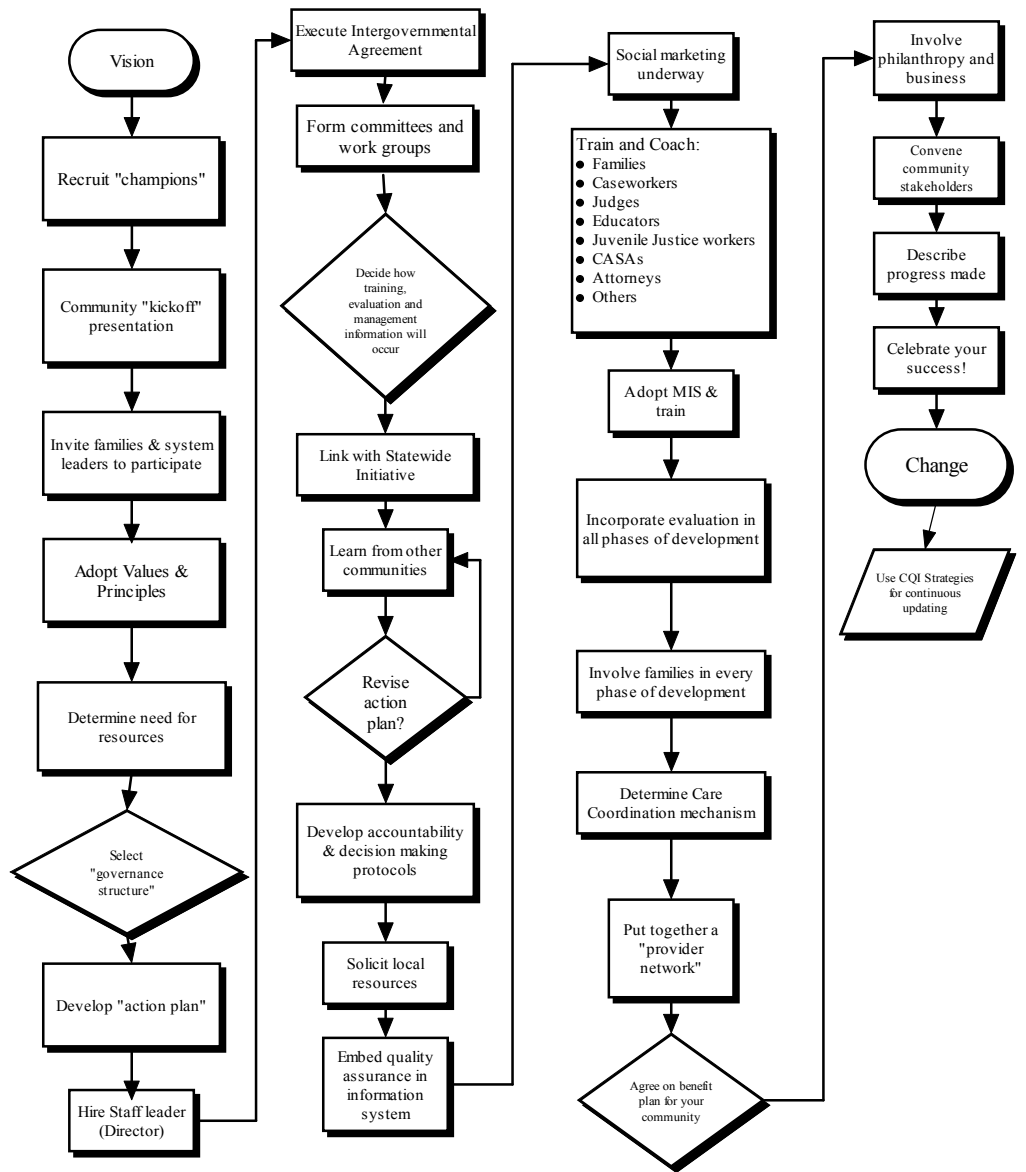 Vision
Recruit "champions"
Community "kickoff"
presentation
Invite families & system
leaders to participate
Adopt Values &
Principles
Determine need for
resources
Select
"governance
structure"
Develop "action plan"
Hire Staff leader
(Director)
Execute Intergovernmental
Agreement
Form committees and
work groups
Decide how
training,
evaluation and
management
information will
occur
Link with Statewide
Initiative
Learn from other
communities
Revise
action
plan?
Develop accountability
& decision making
protocols
Solicit local
resources
Embed quality
assurance in
information
system
Social marketing
underway
Train and Coach:
● Families
● Caseworkers
● Judges
● Educators
● Juvenile Justice workers
● CASAs
● Attorneys
● Others
Adopt MIS &
train
Incorporate evaluation in
all phases of development
Involve families in every
phase of development
Determine Care
Coordination mechanism
Put together a
"provider
network"
Agree on benefit
plan for your
community
Involve
philanthropy and
business
Convene
community
stakeholders
Describe
progress made
Celebrate your
success!
Change
Use CQI Strategies
for continuous
updating